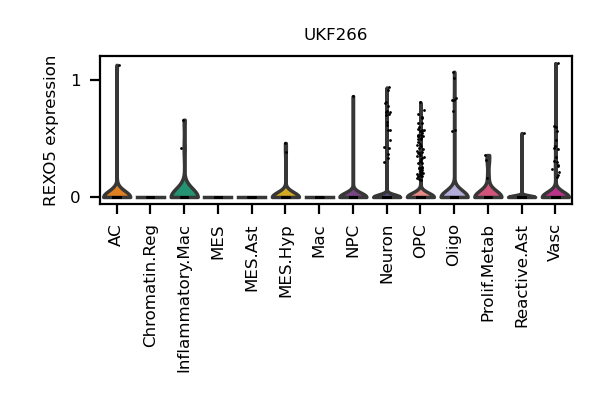 UKF266
REXO5 expression
1
0
AC
Chromatin.Reg
Inflammatory.Mac
MES
MES.Ast
MES.Hyp
Mac
NPC
Neuron
OPC
Oligo
Prolif.Metab
Reactive.Ast
Vasc